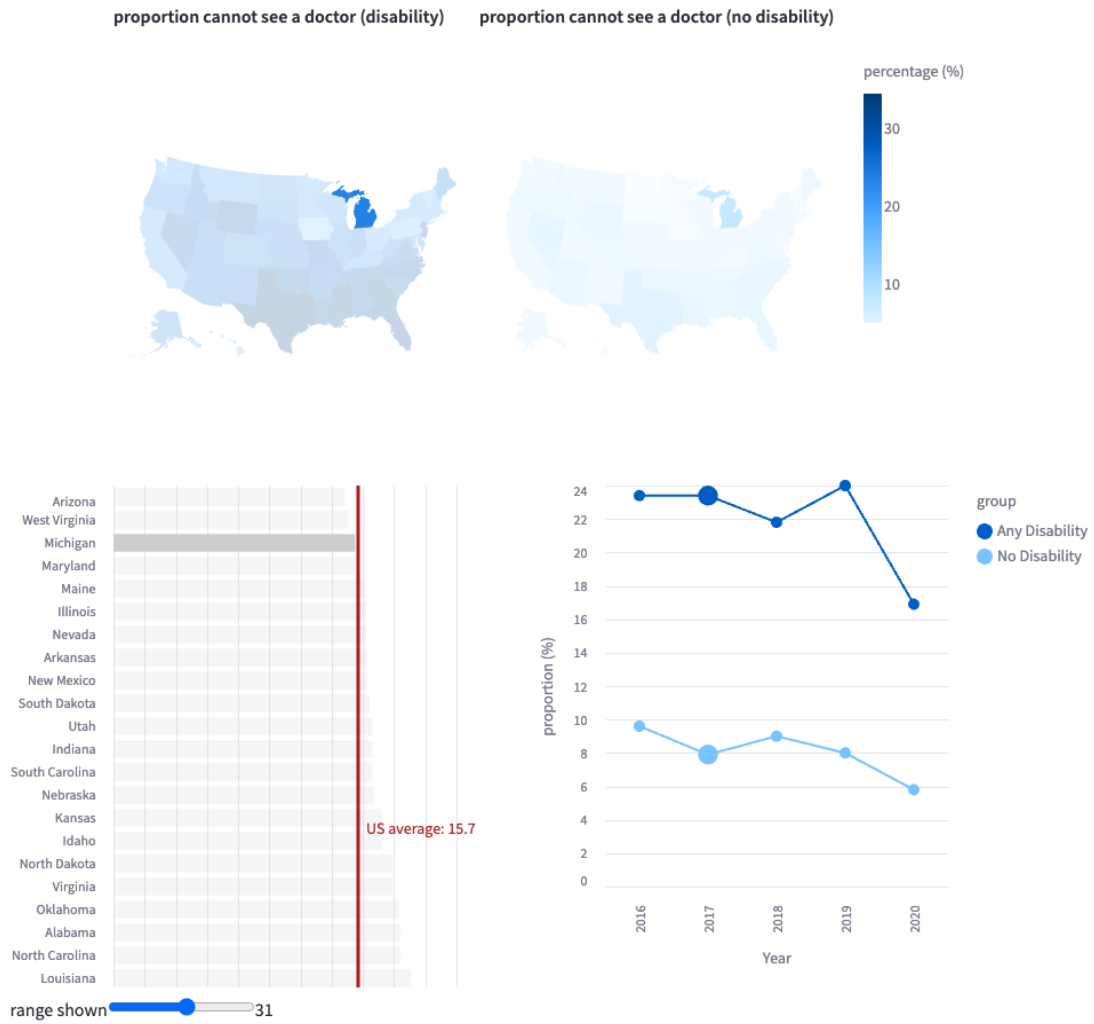 proportion cannot see a doctor (disability)
proportion cannot see a doctor (no disability)
percentage (%)
30
20
10
Arizona
West Virginia
Michigan
Maryland
Maine
Illinois
Nevada
Arkansas
New Mexico
South Dakota
Utah
Indiana
South Carolina
Nebraska
Kansas
Idaho
North Dakota
Virginia
Oklahoma
Alabama
North Carolina
Louisiana
US average: 15.7
range shown
31
proportion (%)
24
22
20
18
16
14
12
10
8
6
4
2
0
2016
2017
2018
2019
2020
Year
group
Any Disability
No Disability